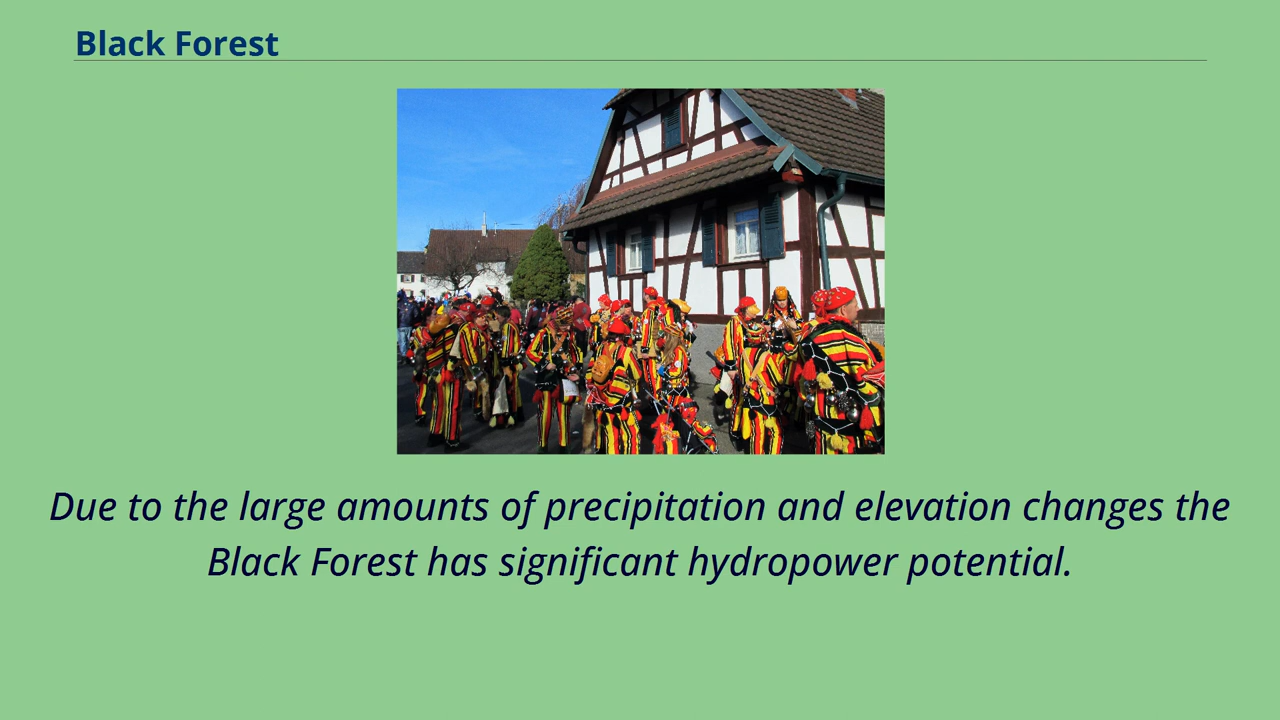 Black Forest
Due to the large amounts of precipitation and elevation changes the
Black Forest has significant hydropower potential.